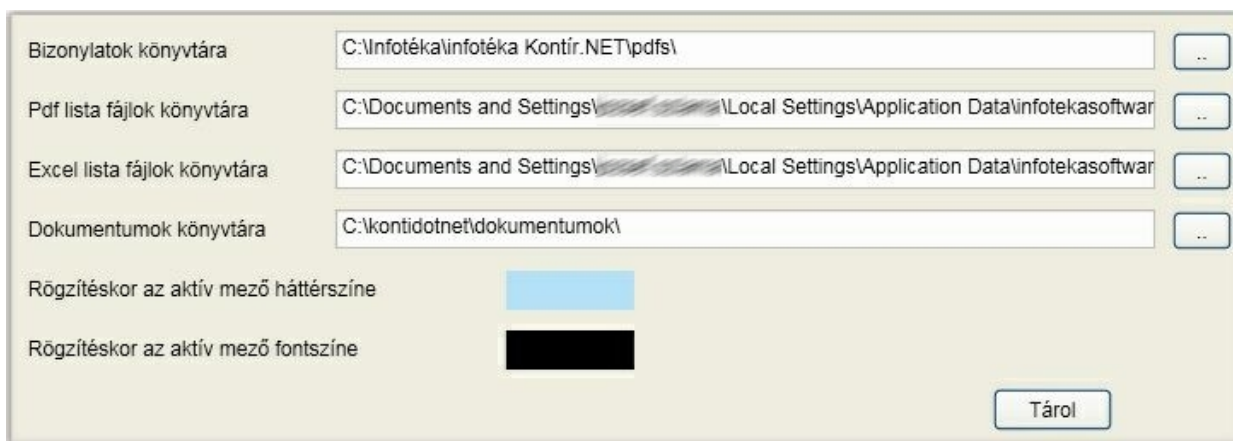 Bizonylatok könyvtára C:\Infotéka\infotéka Kontír.NET\pdfs\ ..
Pdf lista fájlok könyvtára C:\Documents and Settings\ \Local Settings\Application Data\infotekasoftwar ..
Excel lista fájlok könyvtára C:\Documents and Settings\ \Local Settings\Application Data\infotekasoftwar ..
Dokumentumok könyvtára C:\kontidotnet\dokumentumok\ ..
Rögzítéskor az aktív mező háttérszíne
Rögzítéskor az aktív mező fontszíne
Tárol